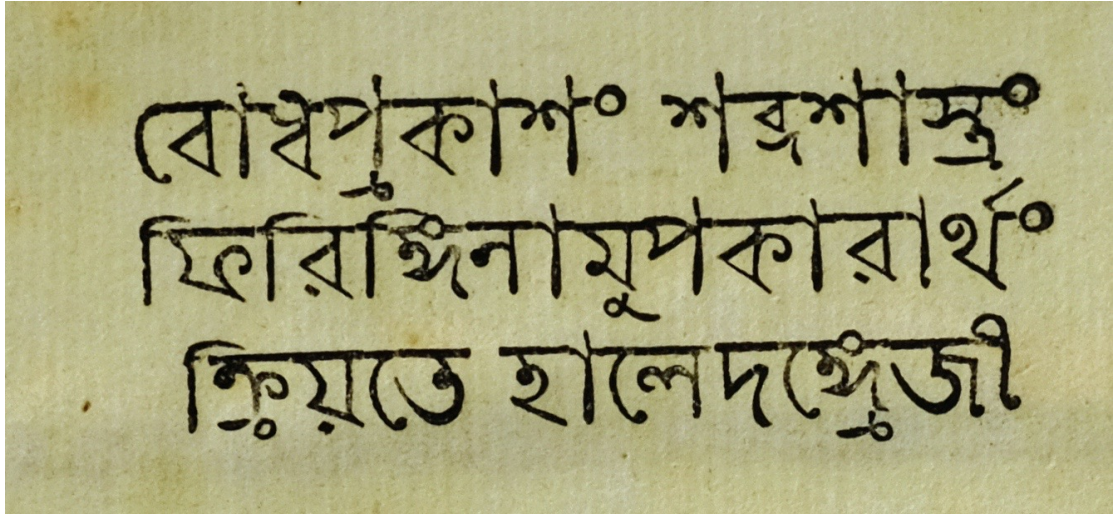 বোধপ্রকাশং শব্দশাস্ত্রং
ফিরিঙ্গিনামুপকারার্থং
ক্রিয়তে হালেদঙ্গ্রেজী